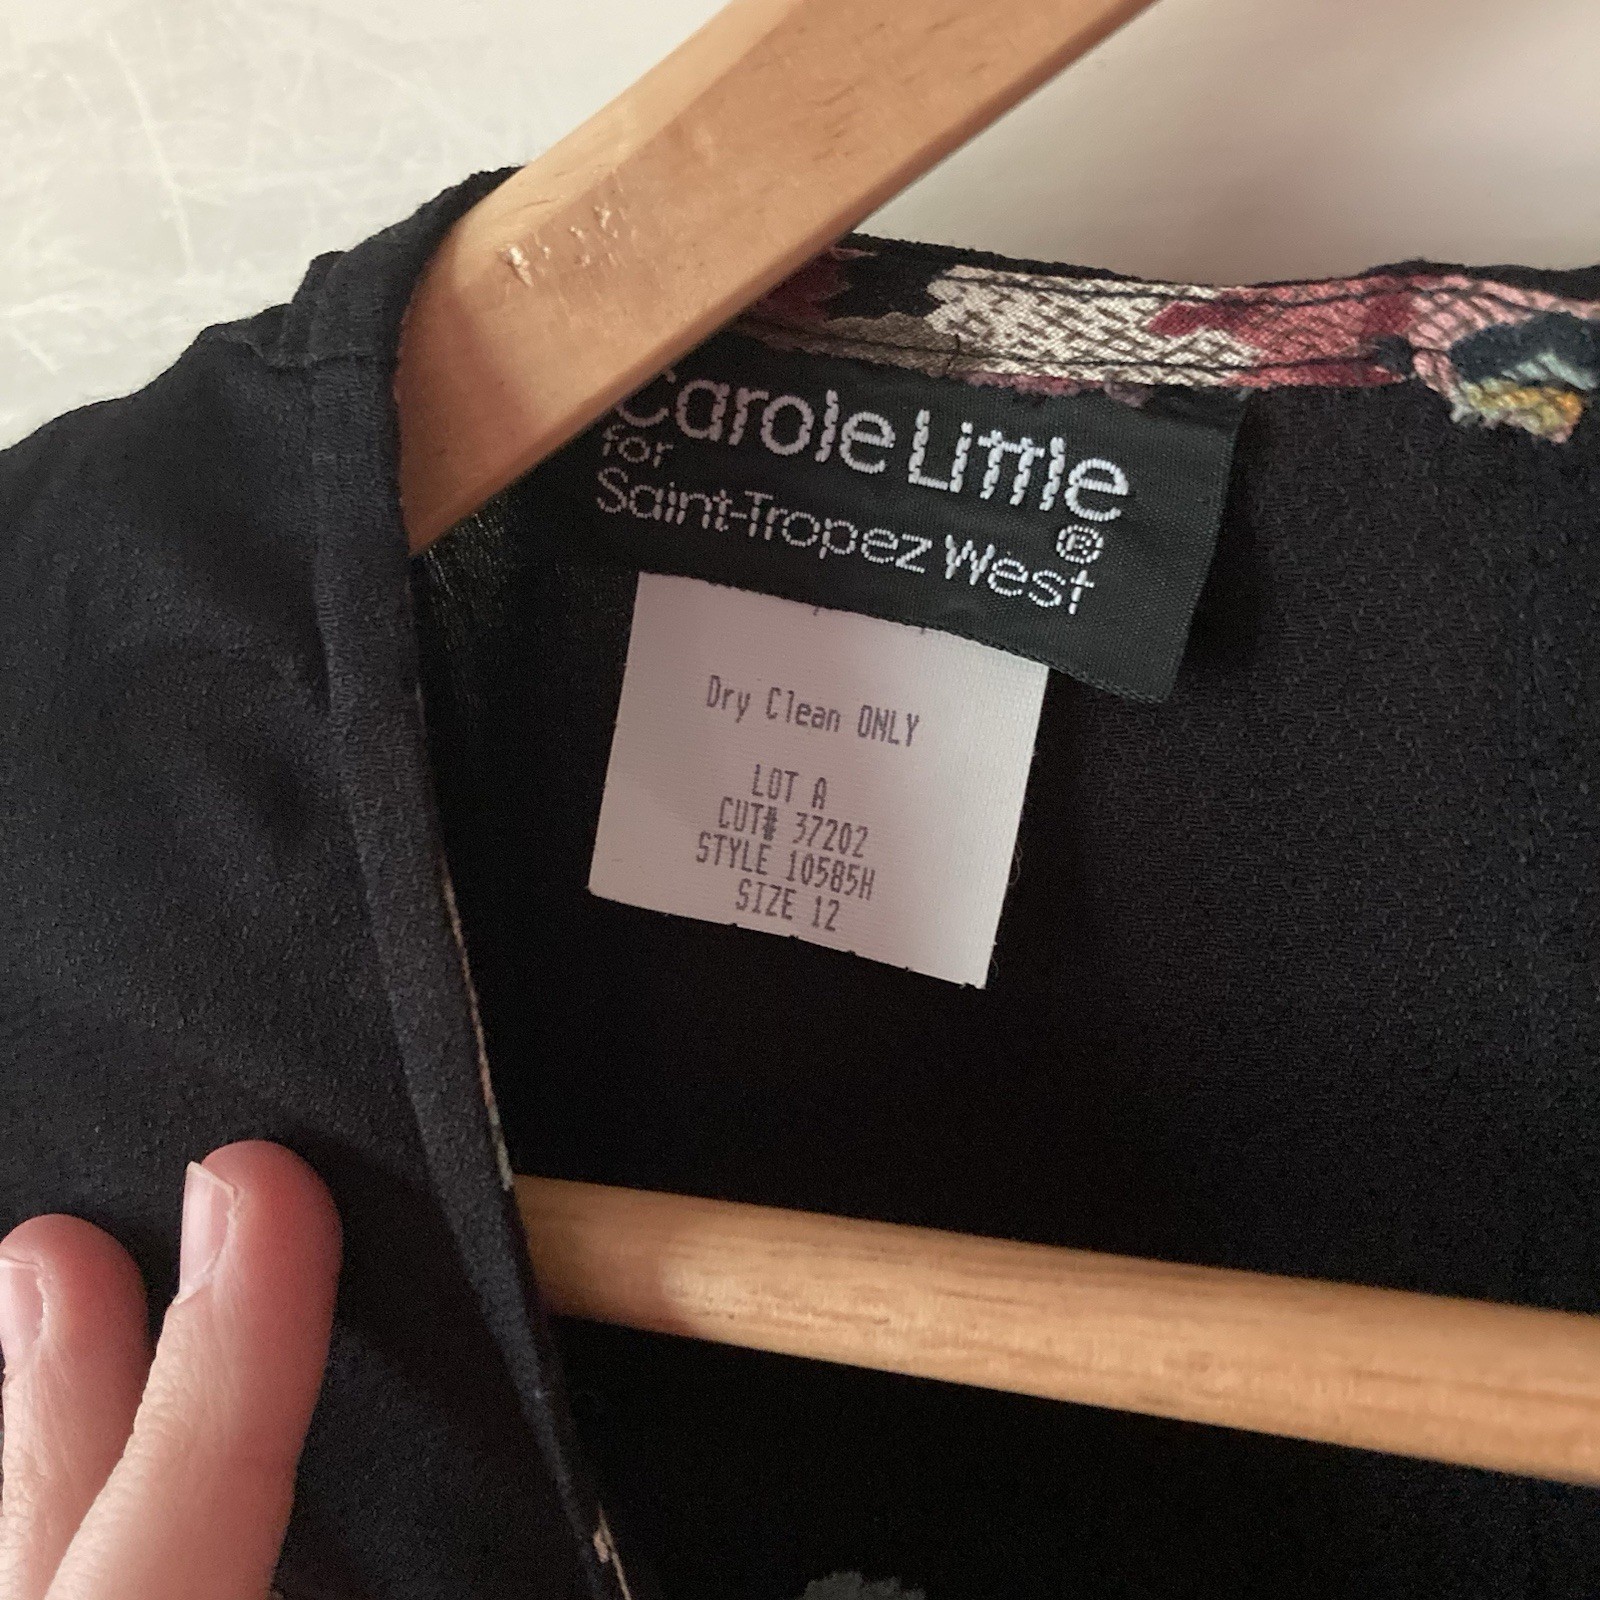 Carole Little
for
®
Saint-Tropez West
Dry Clean ONLY
LOT A
CUT# 37202
STYLE 10585H
SIZE 12